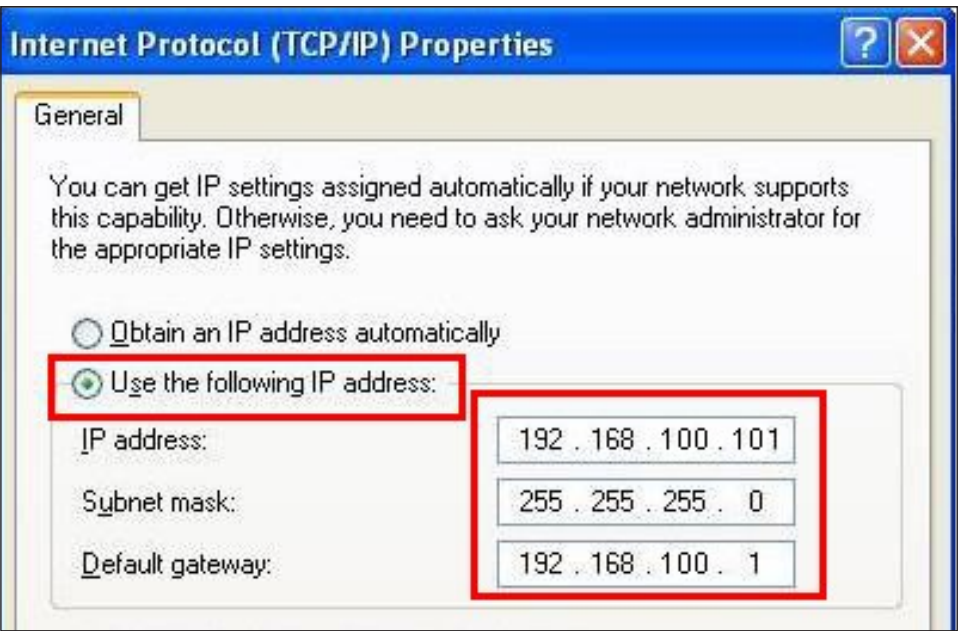 Internet Protocol (TCP/IP) Properties
General
You can get IP settings assigned automatically if your network supports
this capability. Otherwise, you need to ask your network administrator for
the appropriate IP settings.
Obtain an IP address automatically
Use the following IP address:
IP address: 192 . 168 . 100 . 101
Subnet mask: 255 . 255 . 255 . 0
Default gateway: 192 . 168 . 100 . 1